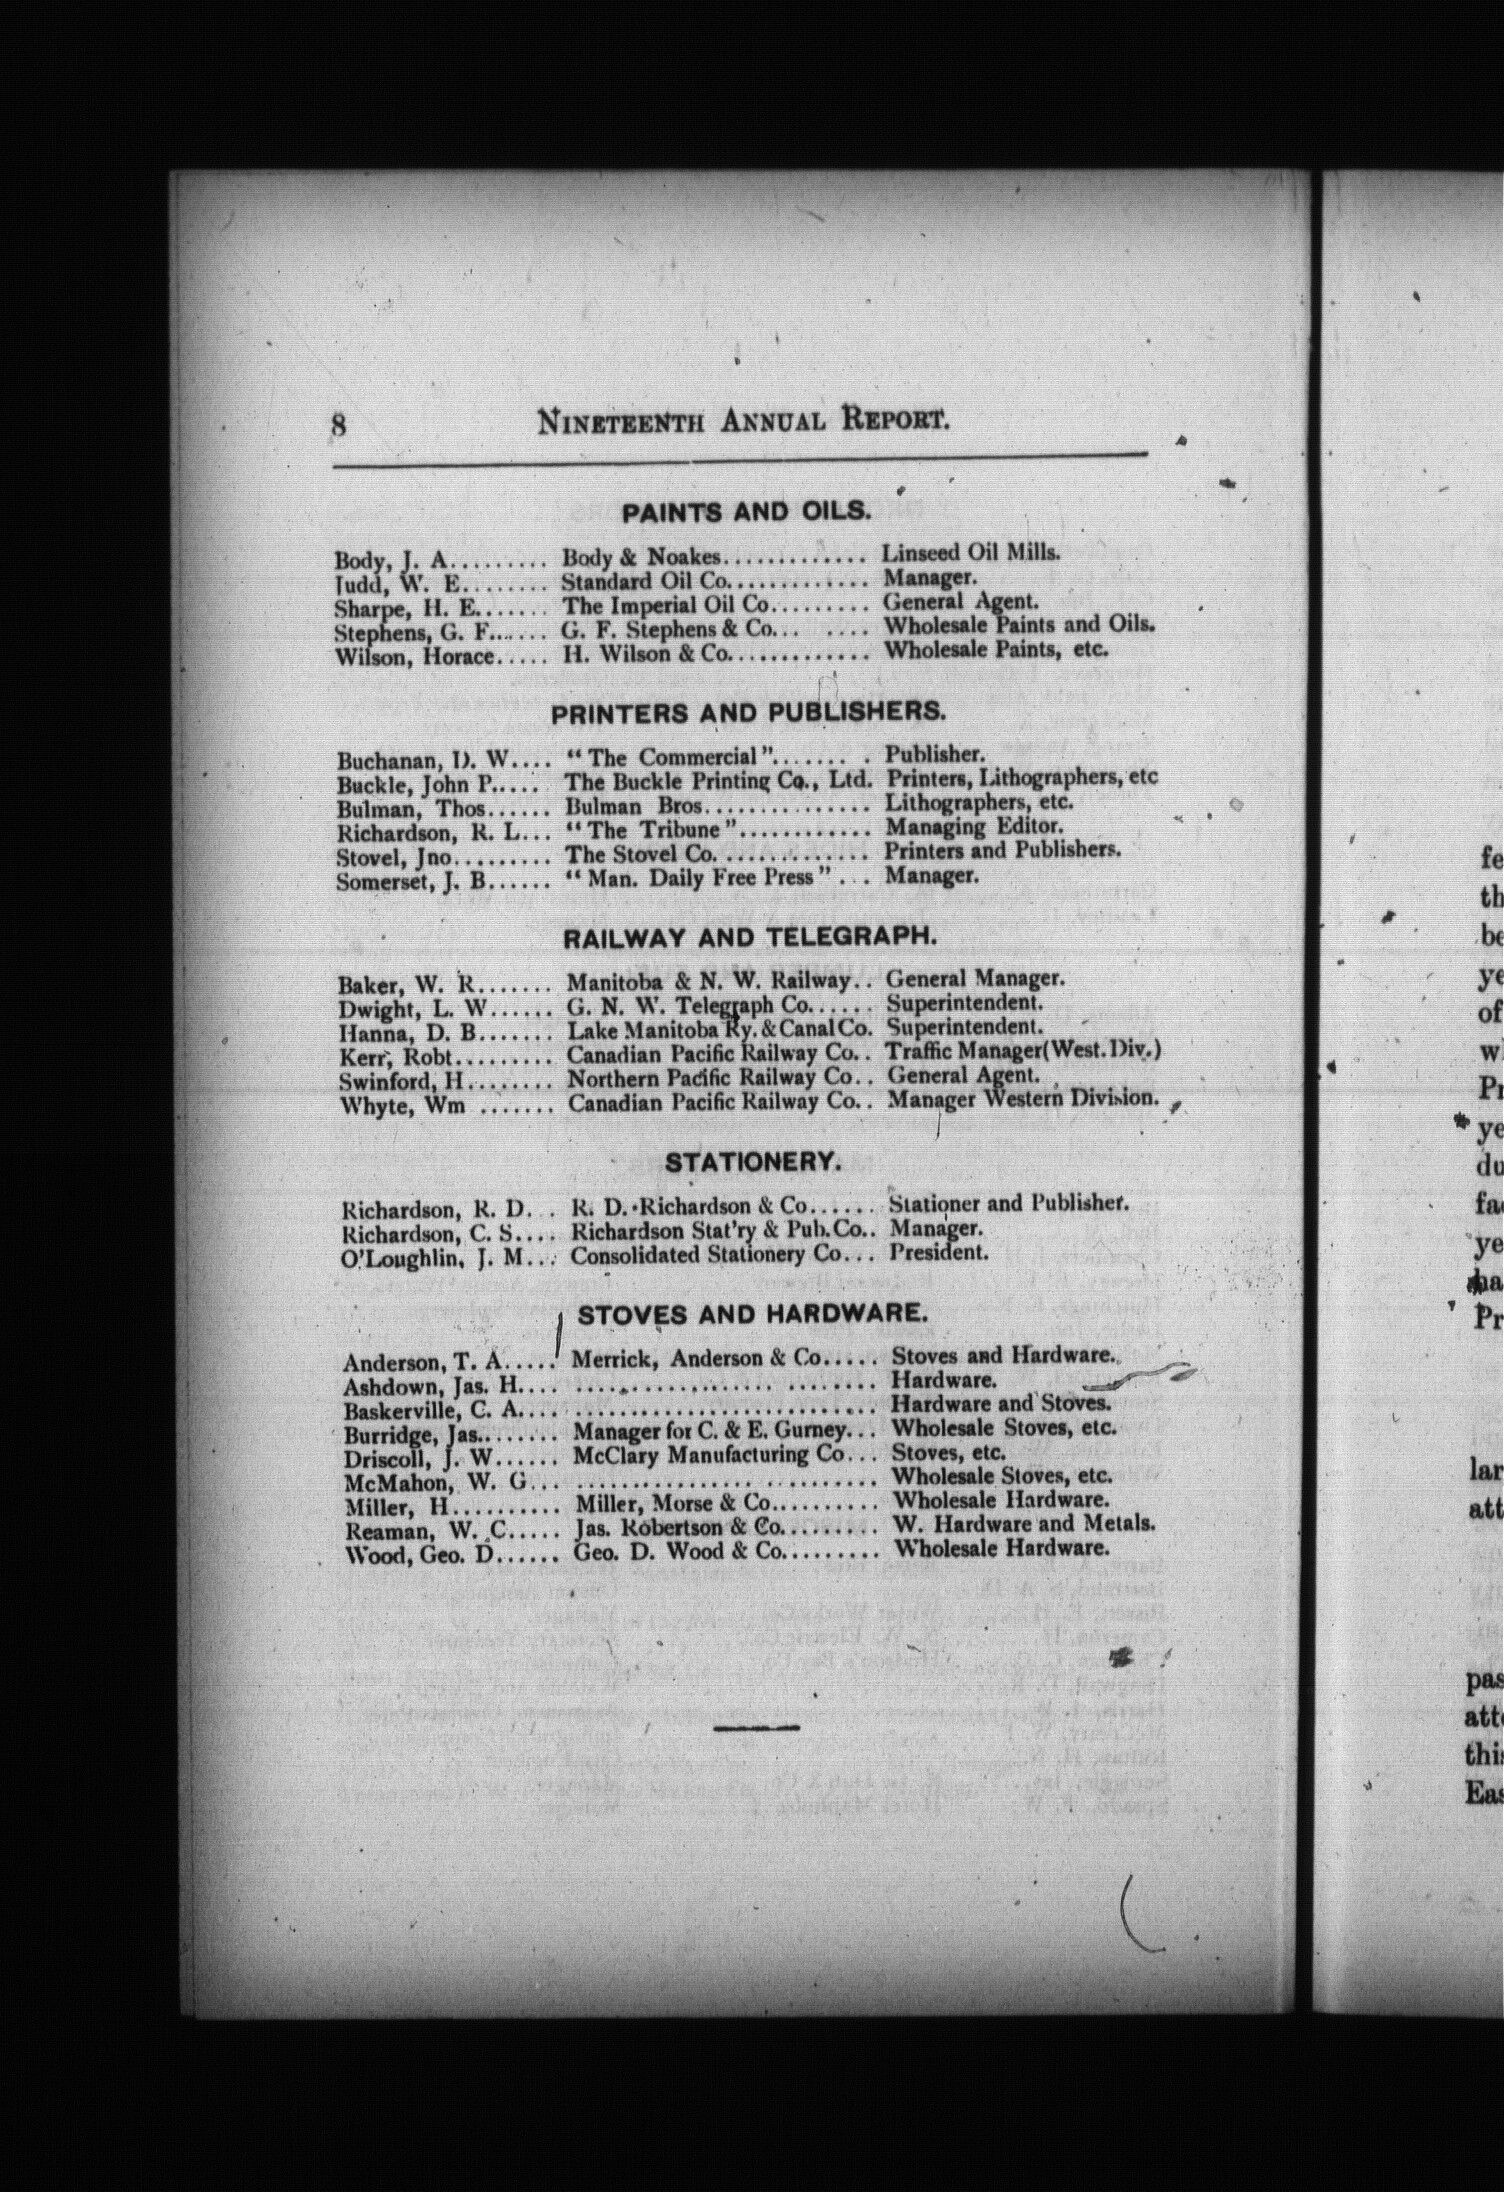 8 NINETEENTH ANNUAL REPORT.
PAINTS AND OILS.
Body, J. A......... Body & Noakes............. Linseed Oil Mills.
Judd, W. E........ Standard Oil Co............. Manager.
Sharpe, H. E....... The Imperial Oil Co......... General Agent.
Stephens, G. F...... G. F. Stephens & Co... .... Wholesale Paints and Oils.
Wilson, Horace..... H. Wilson & Co............. Wholesale Paints, etc.
PRINTERS AND PUBLISHERS.
Buchanan, D. W.... "The Commercial"....... . Publisher.
Buckle, John P..... The Buckle Printing Co., Ltd. Printers, Lithographers, etc
Bulman, Thos...... Bulman Bros............... Lithographers, etc.
Richardson, R. L... "The Tribune"............ Managing Editor.
Stovel, Jno......... The Stovel Co. ............. Printers and Publishers.
Somerset, J. B...... "Man. Daily Free Press" ... Manager.
RAILWAY AND TELEGRAPH.
Baker, W. R....... Manitoba & N. W. Railway.. General Manager.
Dwight, L. W...... G. N. W. Telegraph Co...... Superintendent.
Hanna, D. B....... Lake Manitoba Ry. & Canal Co. Superintendent.
Kerr, Robt......... Canadian Pacific Railway Co.. Traffic Manager (West. Div.)
Swinford, H........ Northern Pacific Railway Co.. General Agent.
Whyte, Wm ....... Canadian Pacific Railway Co.. Manager Western Division.
STATIONERY.
Richardson, R. D... R. D. Richardson & Co...... Stationer and Publisher.
Richardson, C. S.... Richardson Stat'ry & Pub. Co.. Manager.
O'Loughlin, J. M... Consolidated Stationery Co... President.
STOVES AND HARDWARE.
Anderson, T. A..... Merrick, Anderson & Co..... Stoves and Hardware.
Ashdown, Jas. H.... ........................... Hardware.
Baskerville, C. A.... ........................... Hardware and Stoves.
Burridge, Jas........ Manager for C. & E. Gurney... Wholesale Stoves, etc.
Driscoll, J. W...... McClary Manufacturing Co... Stoves, etc.
McMahon, W. G... .......................... Wholesale Stoves, etc.
Miller, H.......... Miller, Morse & Co.......... Wholesale Hardware.
Reaman, W. C..... Jas. Robertson & Co......... W. Hardware and Metals.
Wood, Geo. D...... Geo. D. Wood & Co......... Wholesale Hardware.